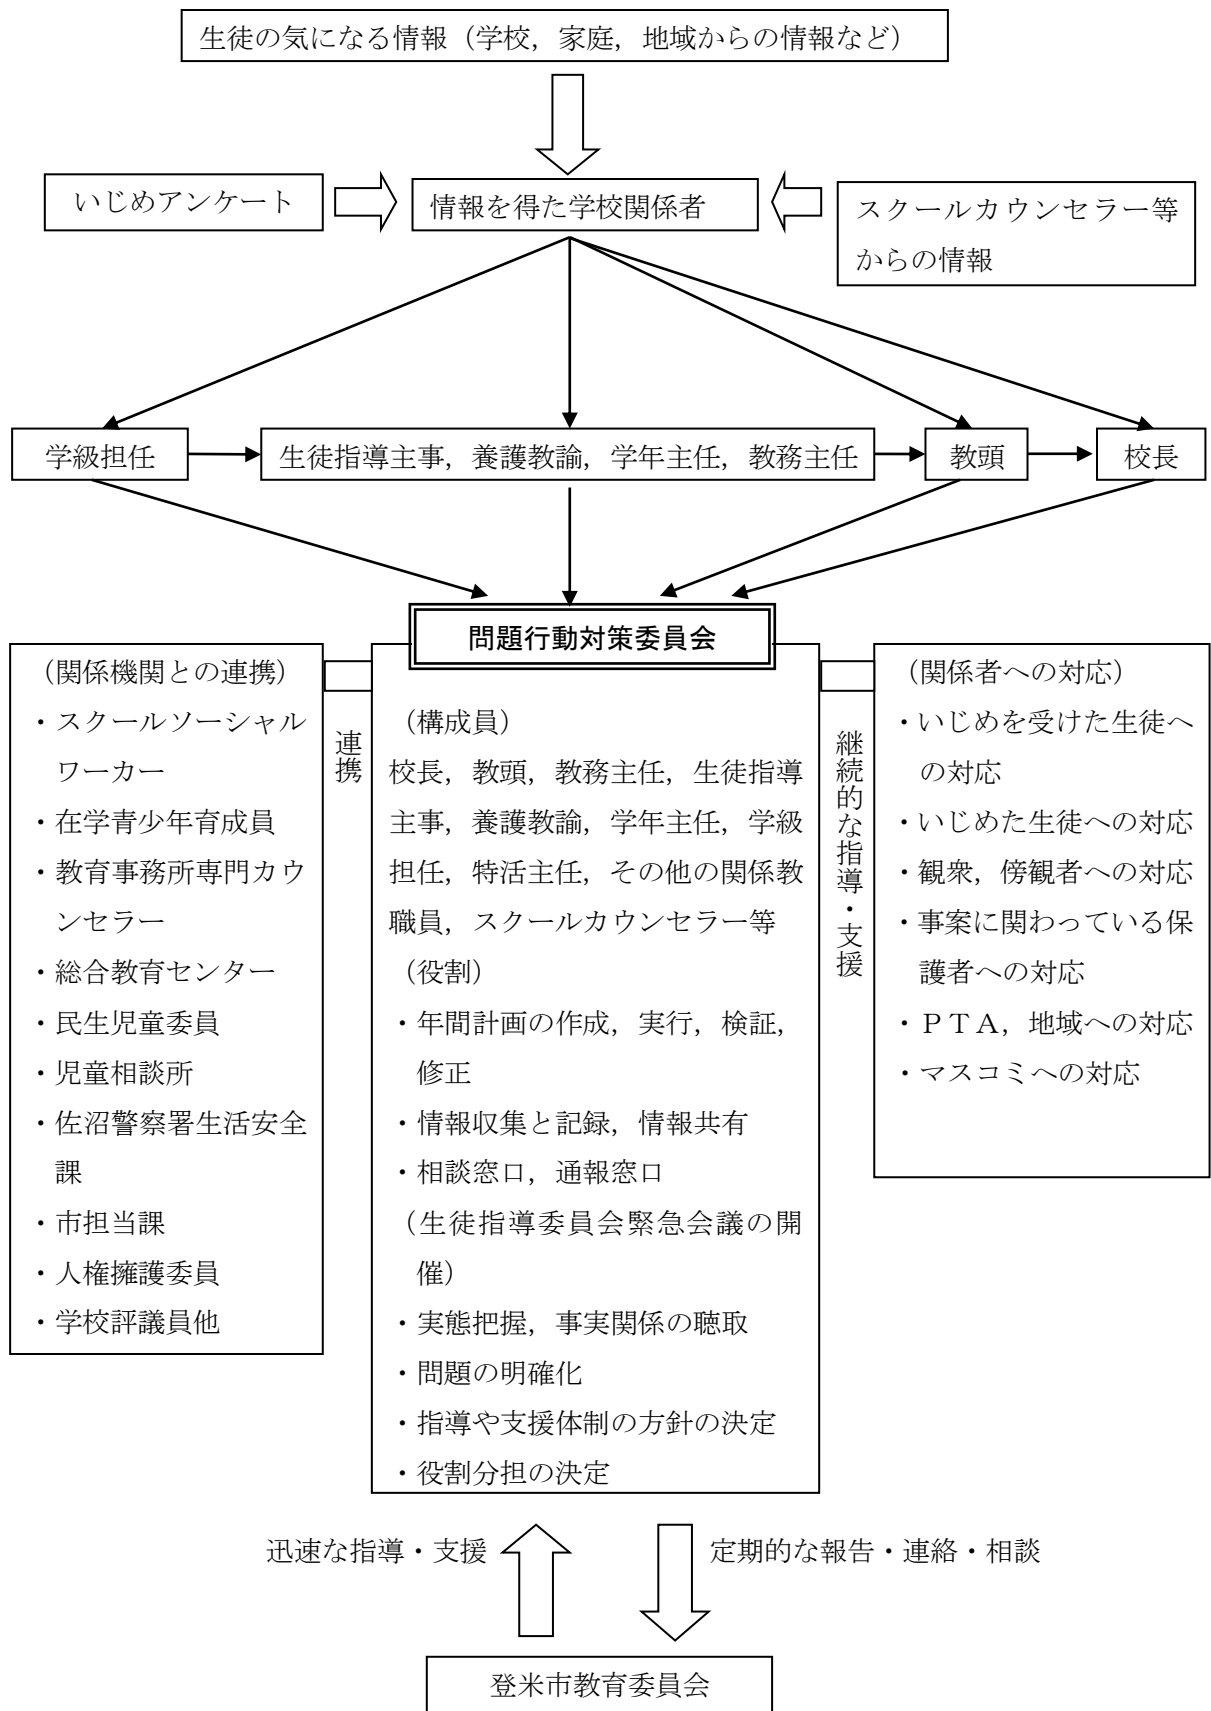 生徒の気になる情報（学校，家庭，地域からの情報など）
いじめアンケート
情報を得た学校関係者
スクールカウンセラー等
からの情報
学級担任
生徒指導主事，養護教諭，学年主任，教務主任
教頭
校長
問題行動対策委員会
（関係機関との連携）
・スクールソーシャル
ワーカー
・在学青少年育成員
・教育事務所専門カウ
ンセラー
・総合教育センター
・民生児童委員
・児童相談所
・佐沼警察署生活安全
課
・市担当課
・人権擁護委員
・学校評議員他
連携
（構成員）
校長，教頭，教務主任，生徒指導
主事，養護教諭，学年主任，学級
担任，特活主任，その他の関係教
職員，スクールカウンセラー等
（役割）
・年間計画の作成，実行，検証，
修正
・情報収集と記録，情報共有
・相談窓口，通報窓口
（生徒指導委員会緊急会議の開
催）
・実態把握，事実関係の聴取
・問題の明確化
・指導や支援体制の方針の決定
・役割分担の決定
継続的な指導・支援
（関係者への対応）
・いじめを受けた生徒へ
の対応
・いじめた生徒への対応
・観衆，傍観者への対応
・事案に関わっている保
護者への対応
・ＰＴＡ，地域への対応
・マスコミへの対応
迅速な指導・支援
定期的な報告・連絡・相談
登米市教育委員会